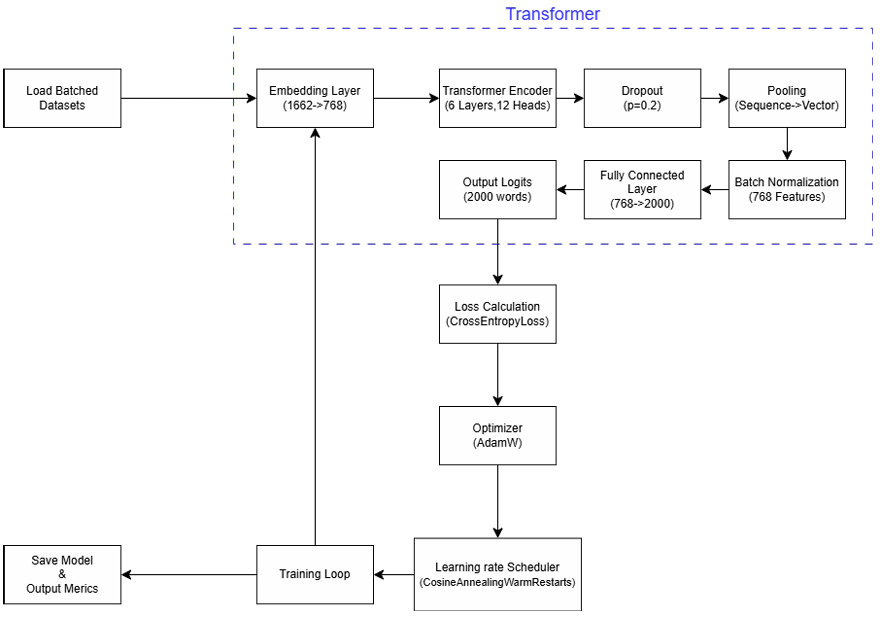 Transformer
Load Batched
Datasets
Embedding Layer
(1662->768)
Transformer Encoder
(6 Layers,12 Heads)
Dropout
(p=0.2)
Pooling
(Sequence->Vector)
Output Logits
(2000 words)
Fully Connected
Layer
(768->2000)
Batch Normalization
(768 Features)
Loss Calculation
(CrossEntropyLoss)
Optimizer
(AdamW)
Save Model
&
Output Merics
Training Loop
Learning rate Scheduler
(CosineAnnealingWarmRestarts)